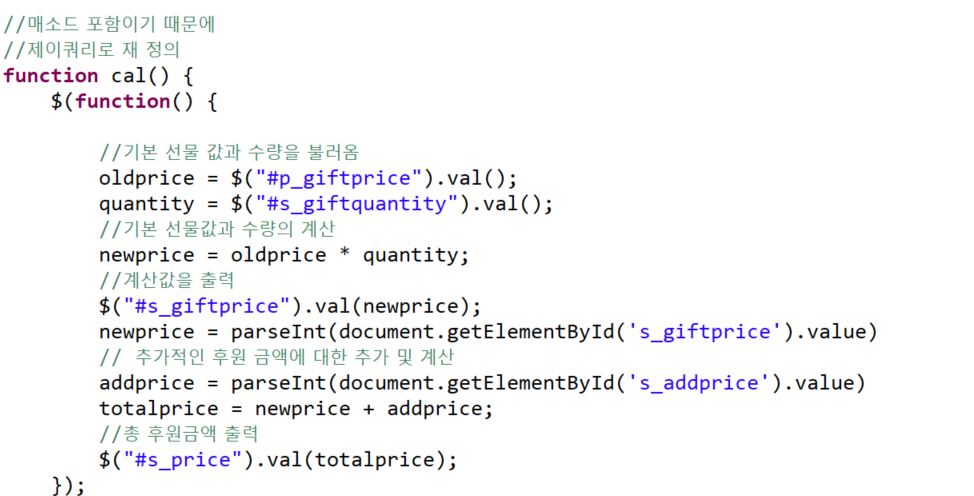 //매소드 포함이기 때문에
//제이쿼리로 재 정의
function cal() {
    $(function() {
        //기본 선물 값과 수량을 불러옴
        oldprice = $("#p_giftprice").val();
        quantity = $("#s_giftquantity").val();
        //기본 선물값과 수량의 계산
        newprice = oldprice * quantity;
        //계산값을 출력
        $("#s_giftprice").val(newprice);
        newprice = parseInt(document.getElementById('s_giftprice').value)
        // 추가적인 후원 금액에 대한 추가 및 계산
        addprice = parseInt(document.getElementById('s_addprice').value)
        totalprice = newprice + addprice;
        //총 후원금액 출력
        $("#s_price").val(totalprice);
    });